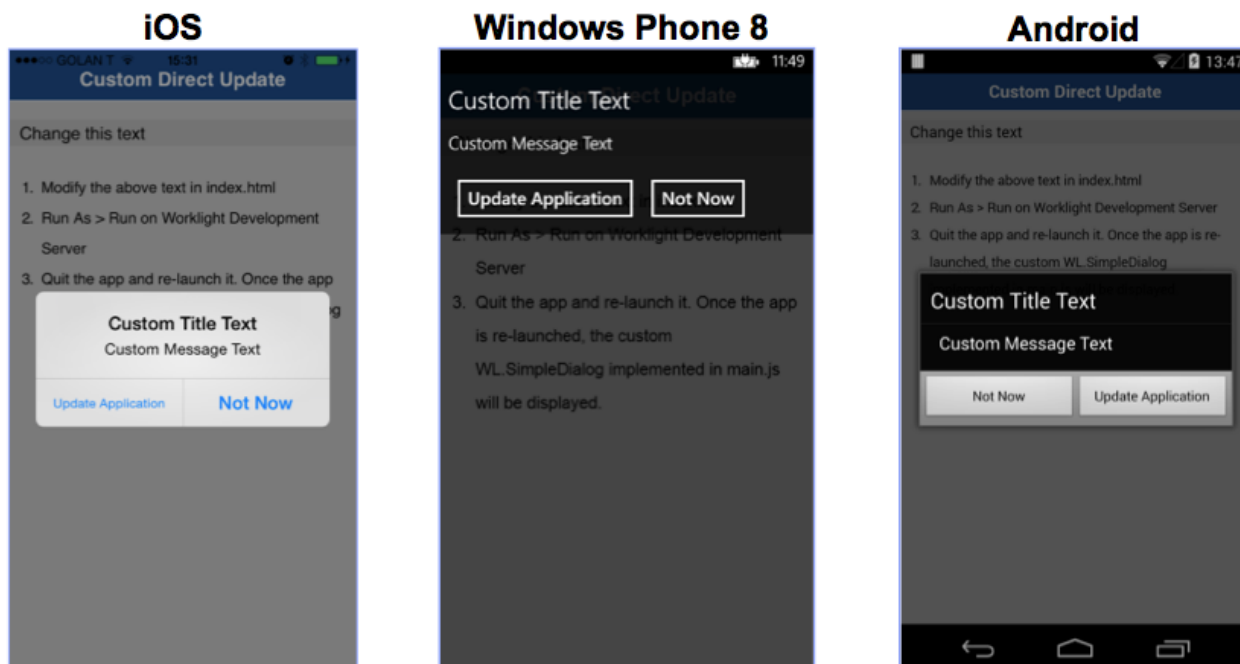 iOS
GOLAN T 15:31
Custom Direct Update
Change this text
1. Modify the above text in index.html
2. Run As > Run on Worklight Development
Server
3. Quit the app and re-launch it. Once the app
Custom Title Text
Custom Message Text
Update Application Not Now
Windows Phone 8
11:49
Custom Title Text ect Update
Custom Message Text
Update Application Not Now
2. Run As > Run on Worklight Development
Server
3. Quit the app and re-launch it. Once the app
is re-launched, the custom
WL.SimpleDialog implemented in main.js
will be displayed.
Android
13:47
Custom Direct Update
Change this text
1. Modify the above text in index.html
2. Run As > Run on Worklight Development Server
3. Quit the app and re-launch it. Once the app is re-
launched, the custom WL.SimpleDialog
Custom Title Text
Custom Message Text
Not Now Update Application